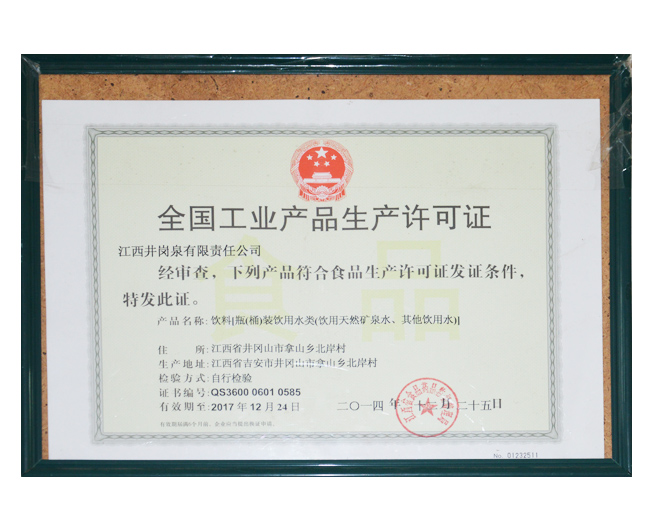 全国工业产品生产许可证
江西井岗泉有限责任公司
经审查，下列产品符合食品生产许可证发证条件，
特发此证。
食品
产品名称：饮料[瓶(桶)装饮用水类(饮用天然矿泉水、其他饮用水)]
住 所：江西省井冈山市拿山乡北岸村
生产地址：江西省吉安市井冈山市拿山乡北岸村
检验方式：自行检验
证书编号：QS3600 0601 0585
有效期至：2017 年 12 月 24 日
二〇一四 年 十二 月 二十五 日
No. 01232511